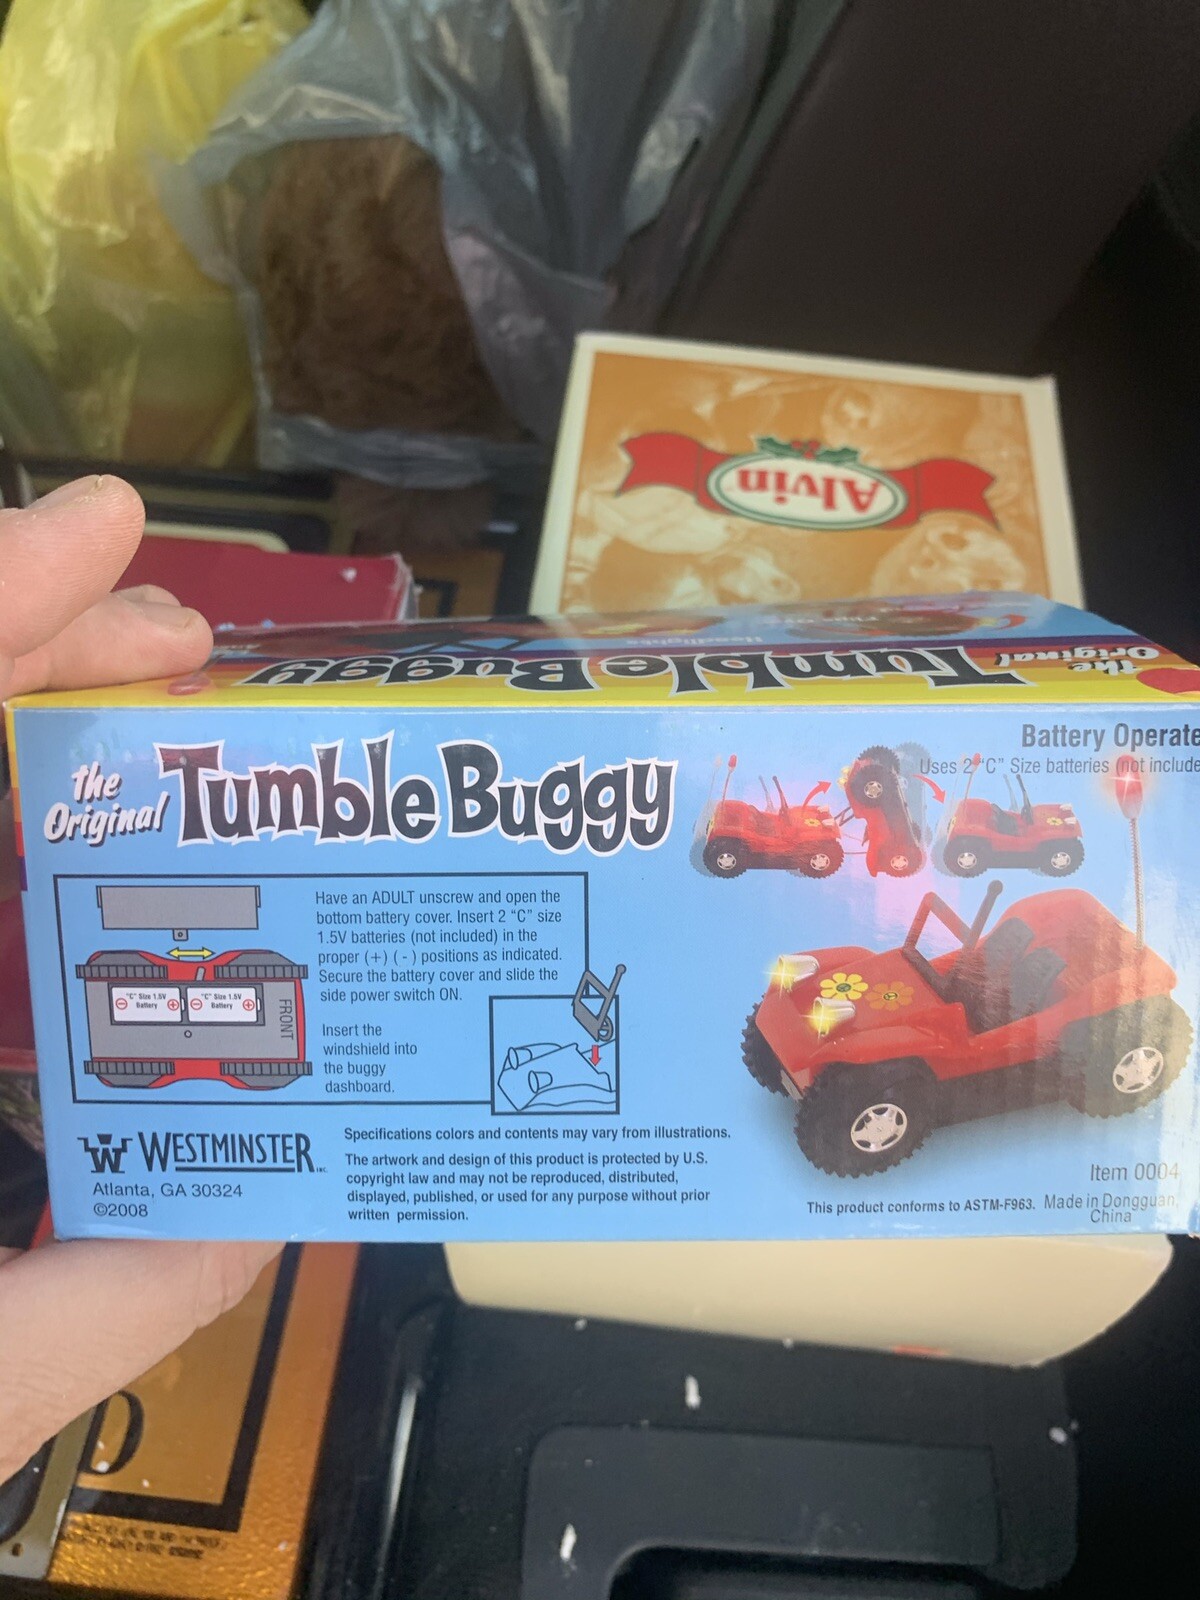 Alvin
the Original
Tumble Buggy
Headlights
the
Original
Tumble Buggy
Battery Operate
Uses 2 "C" Size batteries (not include
Have an ADULT unscrew and open the
bottom battery cover. Insert 2 "C" size
1.5V batteries (not included) in the
proper (+) ( - ) positions as indicated.
Secure the battery cover and slide the
side power switch ON.
"C" Size 1.5V
Battery
"C" Size 1.5V
Battery
FRONT
Insert the
windshield into
the buggy
dashboard.
W WESTMINSTER INC.
Atlanta, GA 30324
©2008
Specifications colors and contents may vary from illustrations.
The artwork and design of this product is protected by U.S.
copyright law and may not be reproduced, distributed,
displayed, published, or used for any purpose without prior
written permission.
Item 0004
This product conforms to ASTM-F963. Made in Dongguan,
China
D